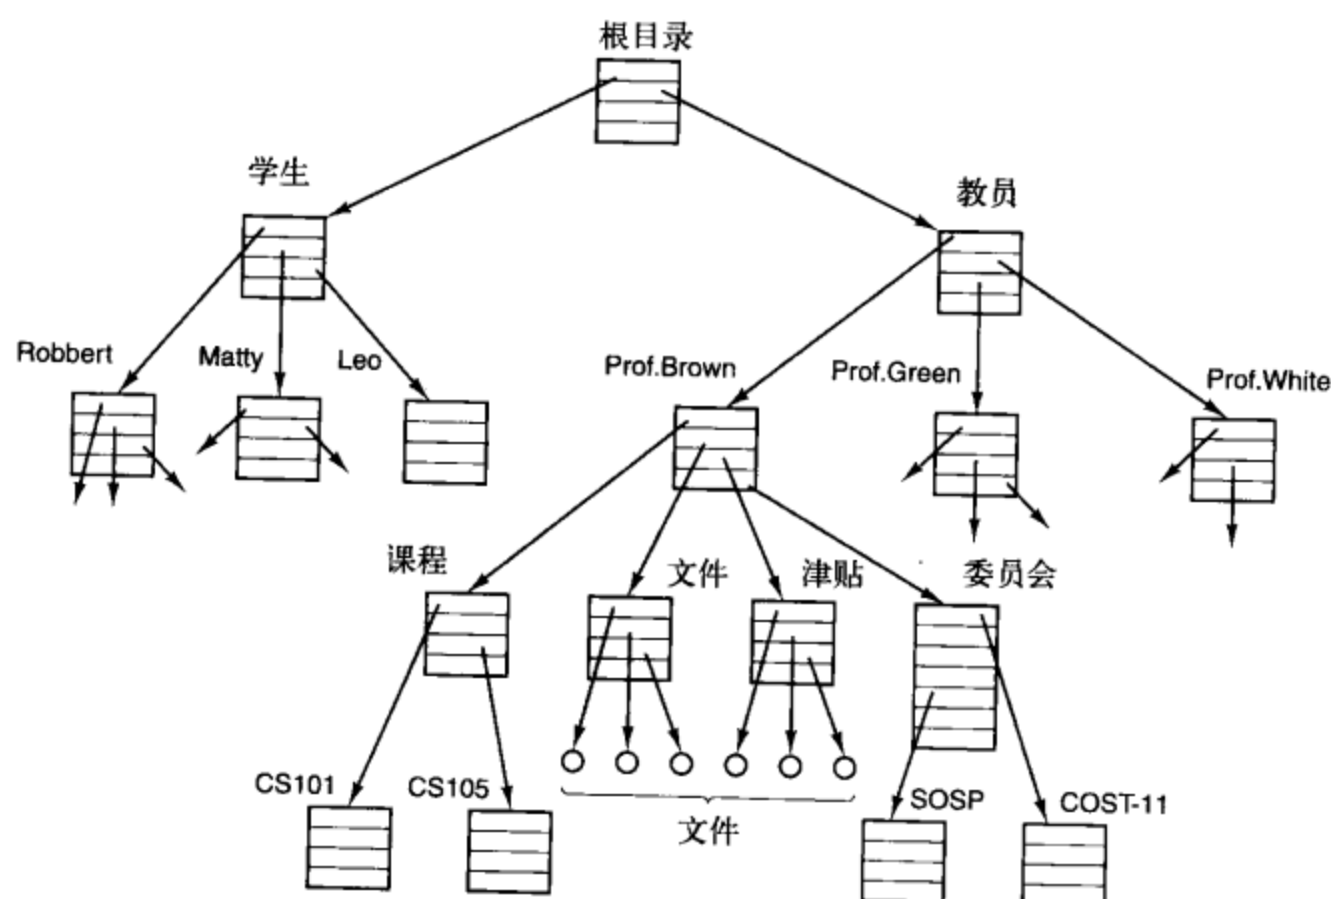 根目录
学生
教员
Robbert
Matty
Leo
Prof.Brown
Prof.Green
Prof.White
课程
文件
津贴
委员会
CS101
CS105
文件
SOSP
COST-11